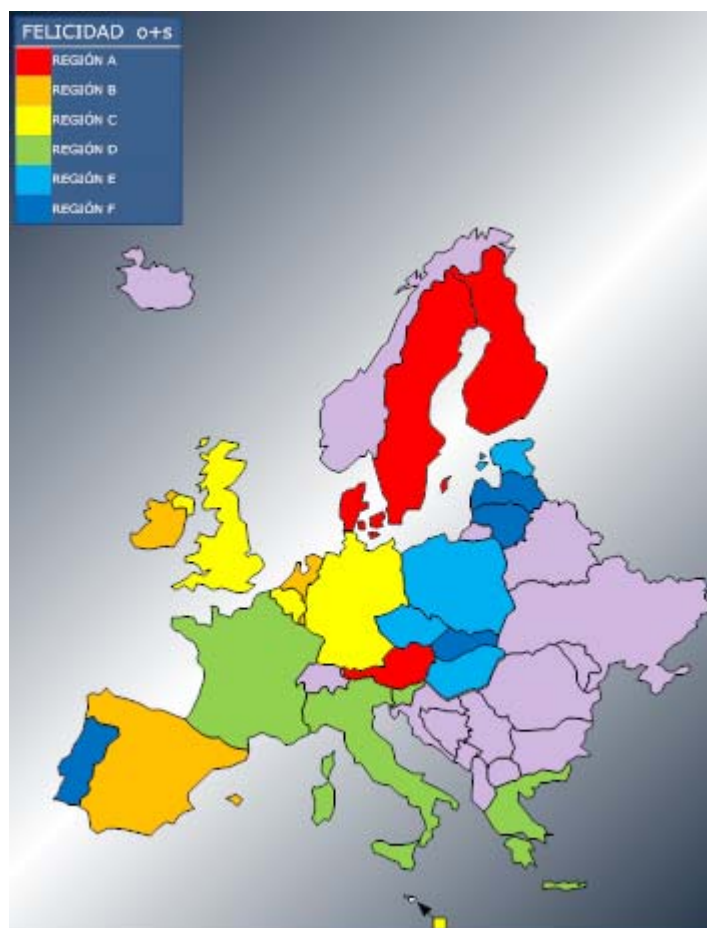 FELICIDAD o+s
REGIÓN A
REGIÓN B
REGIÓN C
REGIÓN D
REGIÓN E
REGIÓN F